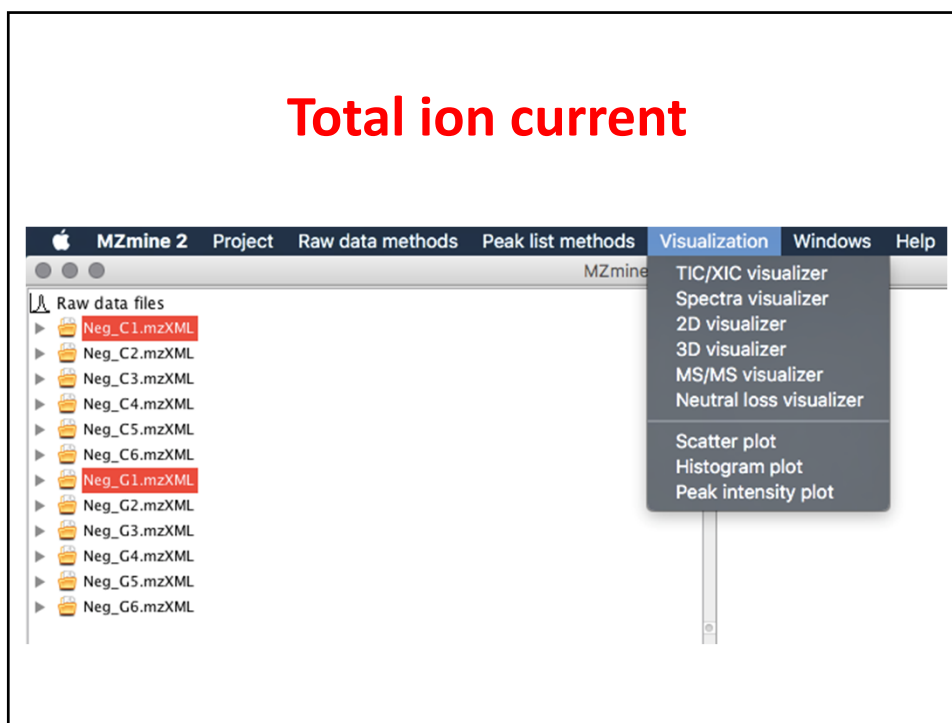 Total ion current
MZmine 2 Project Raw data methods Peak list methods Visualization Windows Help
MZmine
TIC/XIC visualizer
Spectra visualizer
2D visualizer
3D visualizer
MS/MS visualizer
Neutral loss visualizer
Scatter plot
Histogram plot
Peak intensity plot
Raw data files
Neg_C1.mzXML
Neg_C2.mzXML
Neg_C3.mzXML
Neg_C4.mzXML
Neg_C5.mzXML
Neg_C6.mzXML
Neg_G1.mzXML
Neg_G2.mzXML
Neg_G3.mzXML
Neg_G4.mzXML
Neg_G5.mzXML
Neg_G6.mzXML